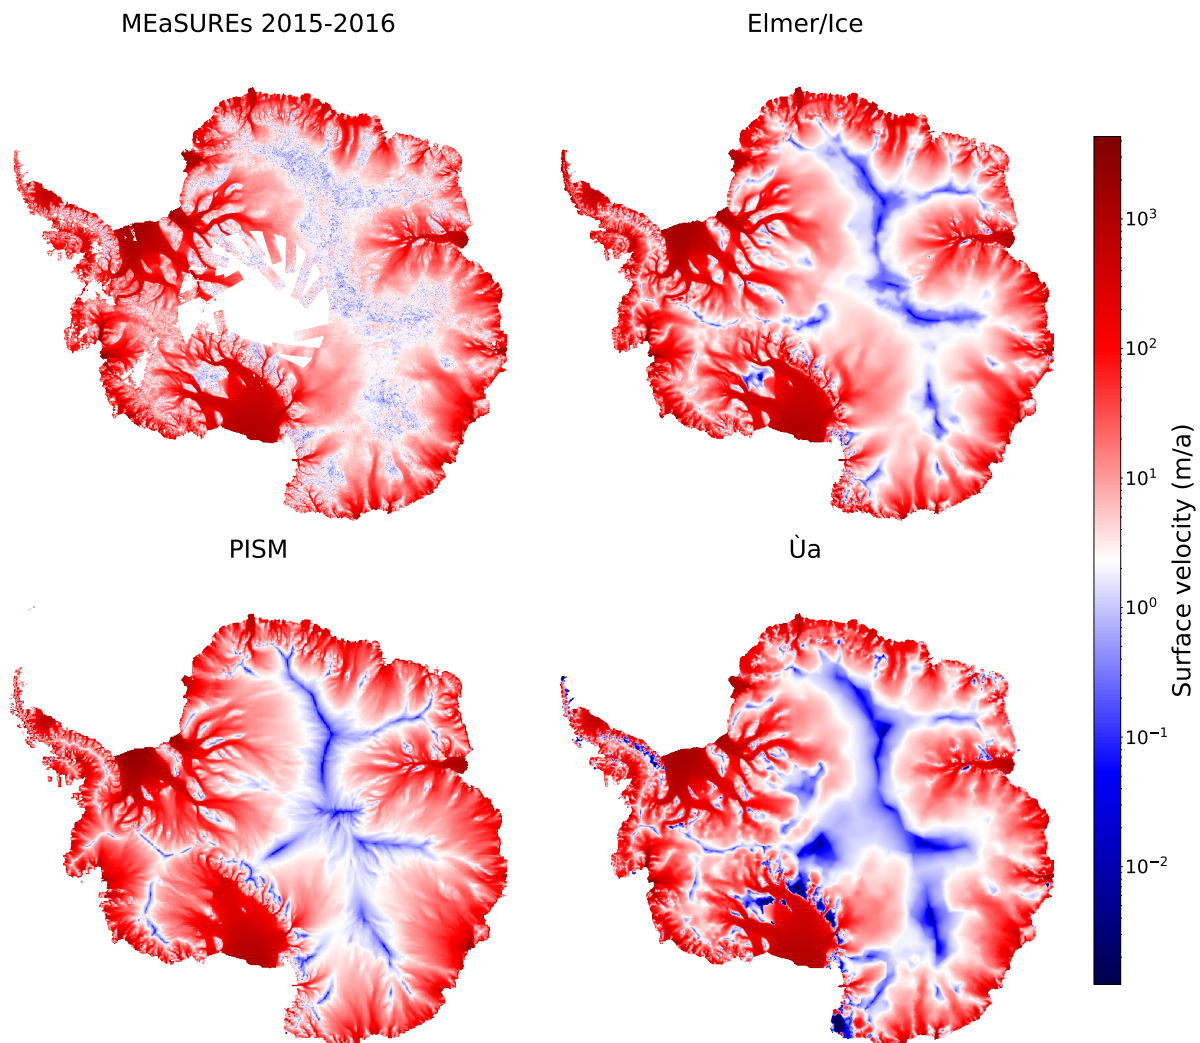 MEaSUREs 2015-2016
Elmer/Ice
PISM
Ùa
10³
10²
10¹
10⁰
10⁻¹
10⁻²
Surface velocity (m/a)